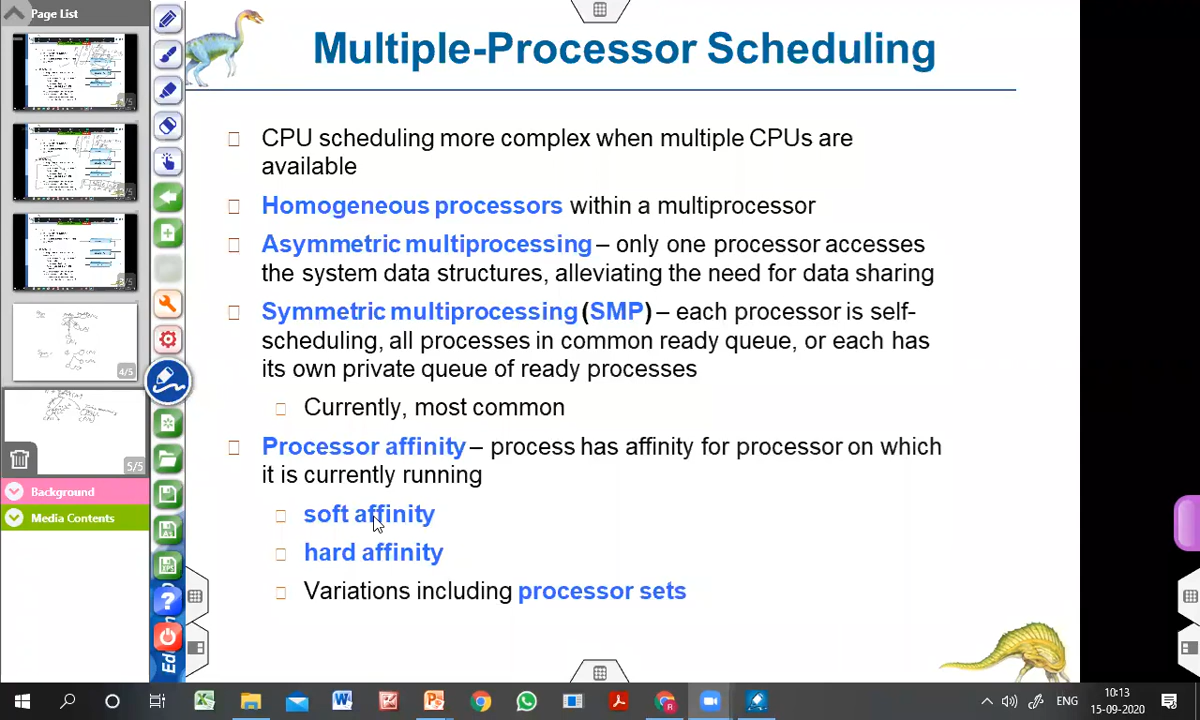 Page List
Multiple-Processor Scheduling
CPU scheduling more complex when multiple CPUs are
available
Homogeneous processors within a multiprocessor
Asymmetric multiprocessing – only one processor accesses
the system data structures, alleviating the need for data sharing
Symmetric multiprocessing (SMP) – each processor is self-
scheduling, all processes in common ready queue, or each has
its own private queue of ready processes
Currently, most common
Processor affinity – process has affinity for processor on which
it is currently running
soft affinity
hard affinity
Variations including processor sets
4/5
5/5
Background
Media Contents
ENG
10:13
15-09-2020